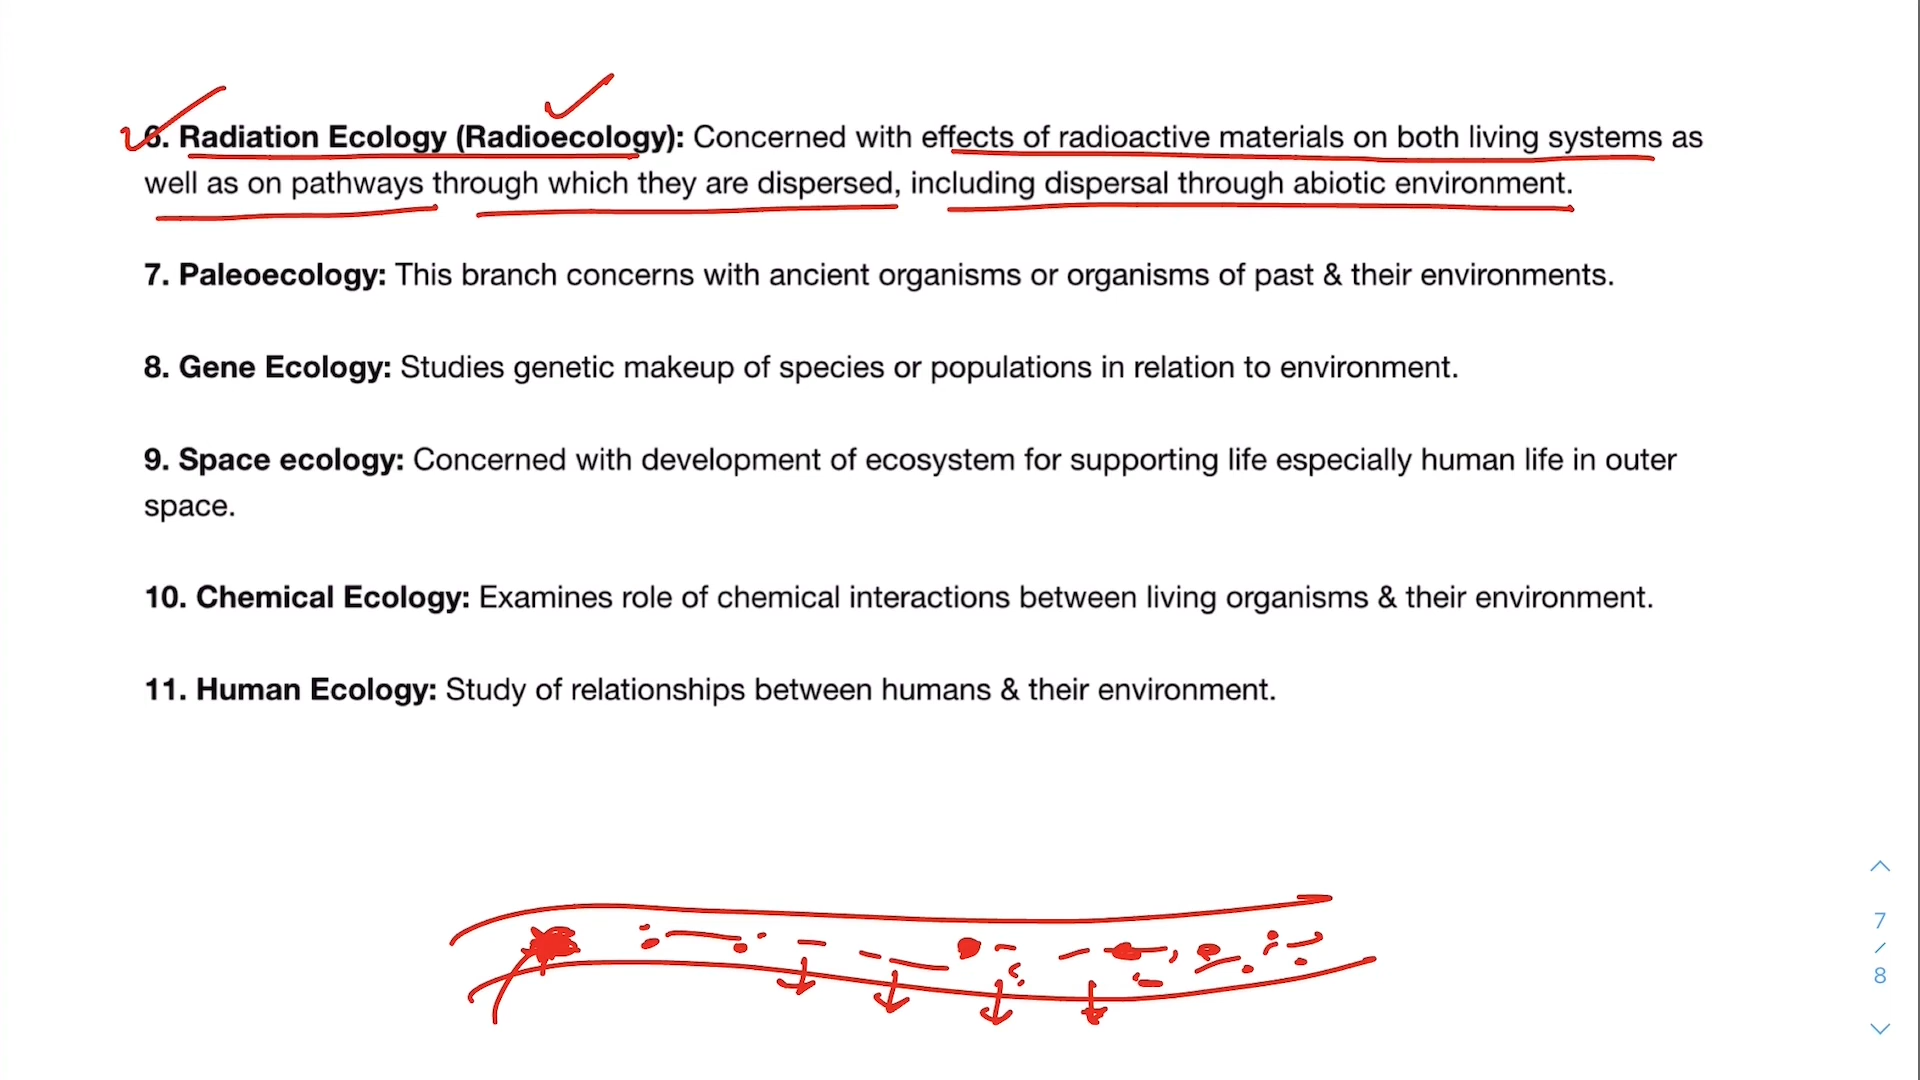 6. Radiation Ecology (Radioecology): Concerned with effects of radioactive materials on both living systems as
well as on pathways through which they are dispersed, including dispersal through abiotic environment.
7. Paleoecology: This branch concerns with ancient organisms or organisms of past & their environments.
8. Gene Ecology: Studies genetic makeup of species or populations in relation to environment.
9. Space ecology: Concerned with development of ecosystem for supporting life especially human life in outer
space.
10. Chemical Ecology: Examines role of chemical interactions between living organisms & their environment.
11. Human Ecology: Study of relationships between humans & their environment.
7
/
8